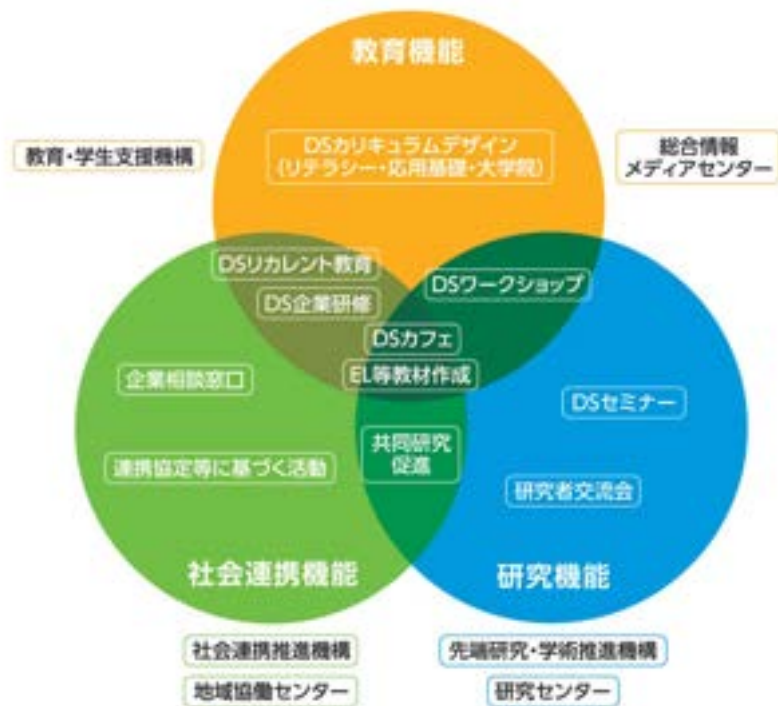 教育機能
教育・学生支援機構
DSカリキュラムデザイン
(リテラシー・応用基礎・大学院)
総合情報
メディアセンター
DSリカレント教育
DS企業研修
DSワークショップ
DSカフェ
EL等教材作成
企業相談窓口
DSセミナー
連携協定等に基づく活動
共同研究
促進
研究者交流会
社会連携機能
研究機能
社会連携推進機構
地域協働センター
先端研究・学術推進機構
研究センター